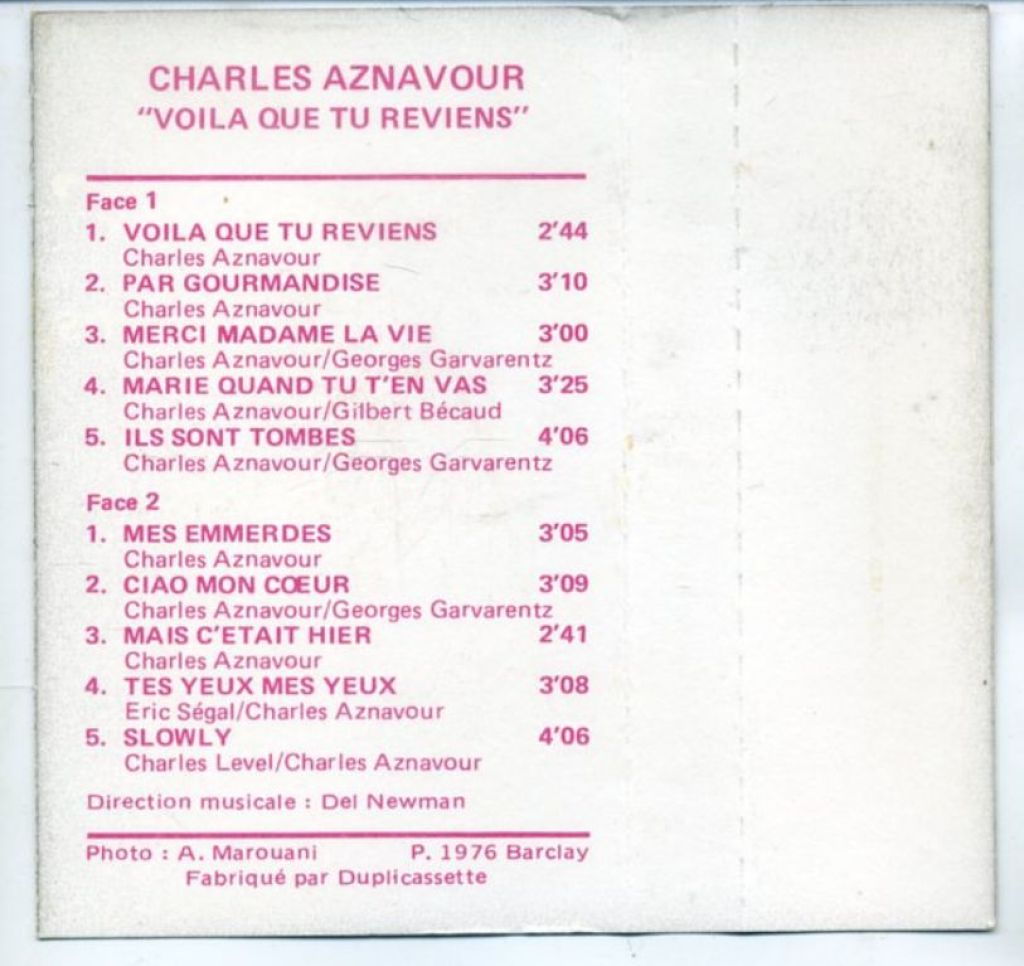 CHARLES AZNAVOUR
“VOILA QUE TU REVIENS”
Face 1
1. VOILA QUE TU REVIENS 2’44
Charles Aznavour
2. PAR GOURMANDISE 3’10
Charles Aznavour
3. MERCI MADAME LA VIE 3’00
Charles Aznavour/Georges Garvarentz
4. MARIE QUAND TU T’EN VAS 3’25
Charles Aznavour/Gilbert Bécaud
5. ILS SONT TOMBES 4’06
Charles Aznavour/Georges Garvarentz
Face 2
1. MES EMMERDES 3’05
Charles Aznavour
2. CIAO MON CŒUR 3’09
Charles Aznavour/Georges Garvarentz
3. MAIS C’ETAIT HIER 2’41
Charles Aznavour
4. TES YEUX MES YEUX 3’08
Eric Ségal/Charles Aznavour
5. SLOWLY 4’06
Charles Level/Charles Aznavour
Direction musicale : Del Newman
Photo : A. Marouani P. 1976 Barclay
Fabriqué par Duplicassette